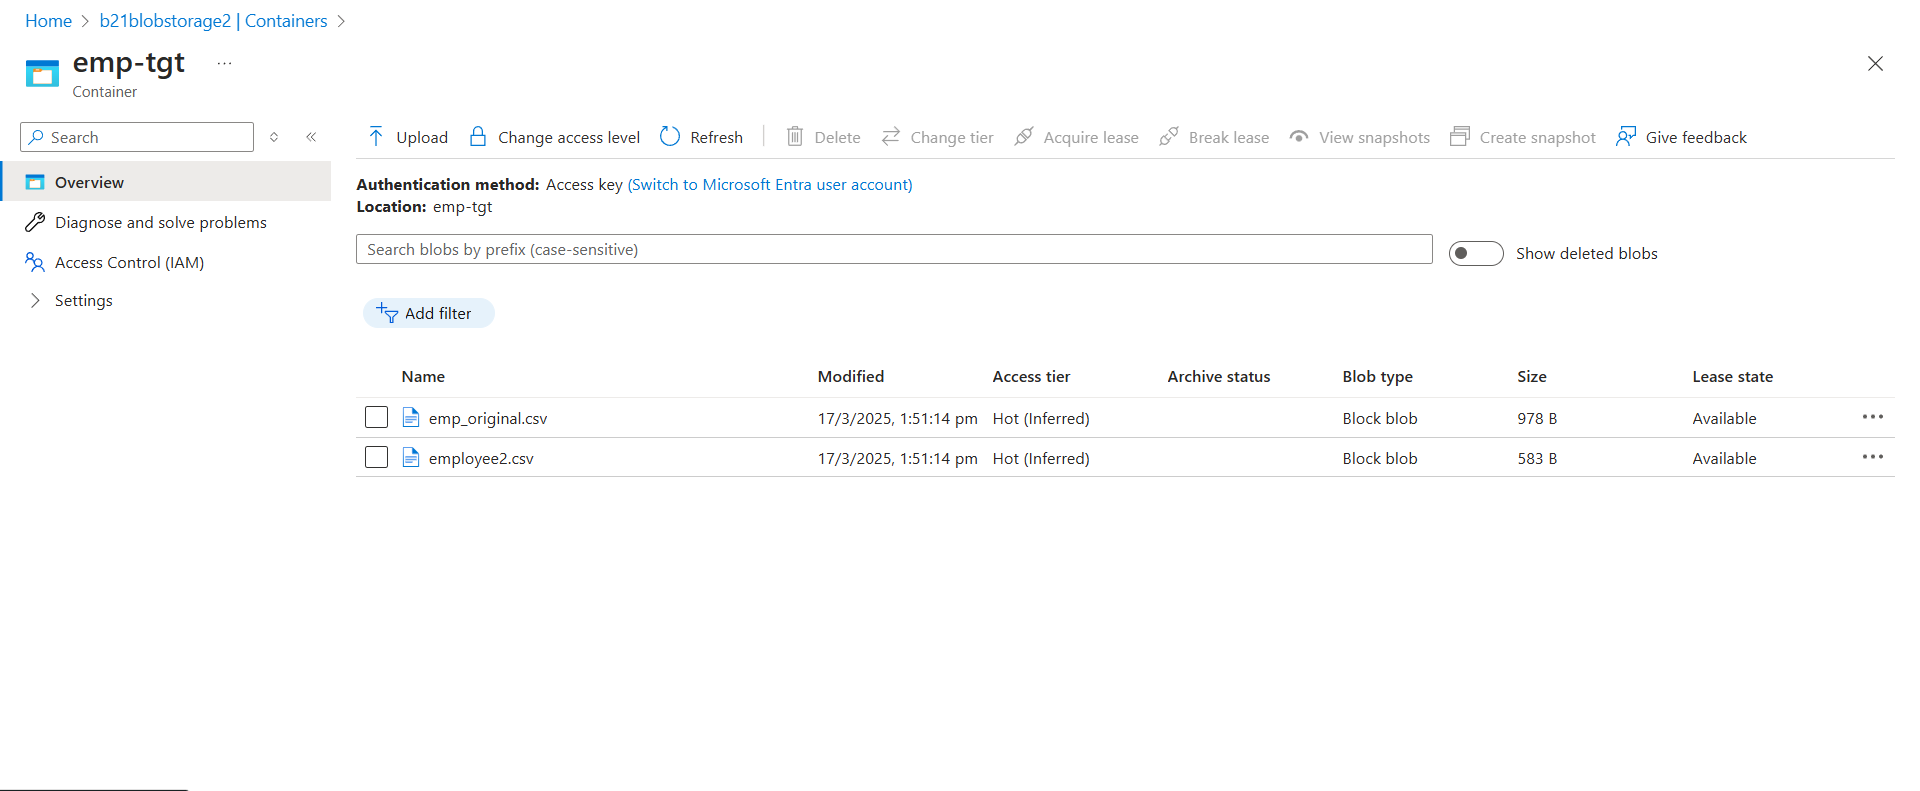 Home > b21blobstorage2 | Containers >
emp-tgt ...
Container
Search
Upload Change access level Refresh Delete Change tier Acquire lease Break lease View snapshots Create snapshot Give feedback
Overview
Diagnose and solve problems
Access Control (IAM)
Settings
Authentication method: Access key (Switch to Microsoft Entra user account)
Location: emp-tgt
Search blobs by prefix (case-sensitive)
Show deleted blobs
Add filter
Name Modified Access tier Archive status Blob type Size Lease state
emp_original.csv 17/3/2025, 1:51:14 pm Hot (Inferred) Block blob 978 B Available ...
employee2.csv 17/3/2025, 1:51:14 pm Hot (Inferred) Block blob 583 B Available ...